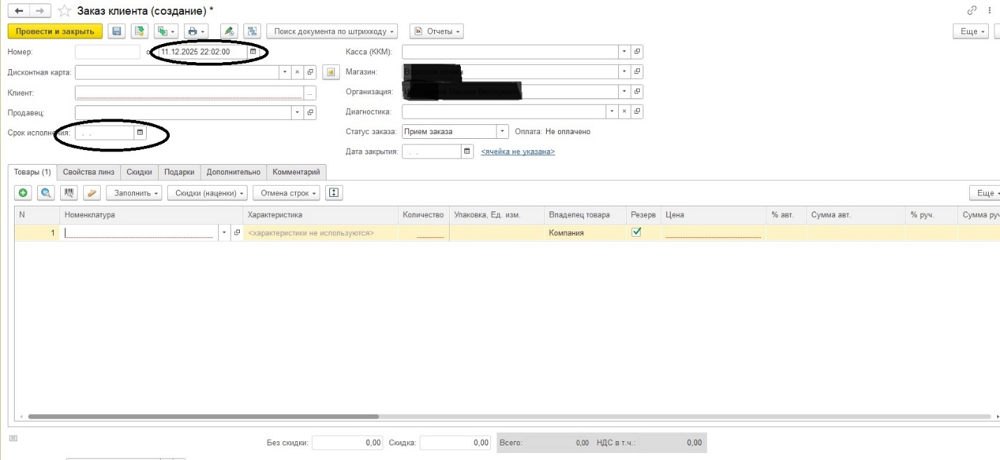 Заказ клиента (создание) *
Провести и закрыть Поиск документа по штрихкоду Отчеты Еще
Номер: 11.12.2025 22:02:00 Касса (ККМ):
Дисконтная карта: Магазин:
Клиент: Организация:
Продавец: Диагностика:
Срок исполнения: . . Статус заказа: Прием заказа Оплата: Не оплачено
Дата закрытия: . . <ячейка не указана>
Товары (1) Свойства линз Скидки Подарки Дополнительно Комментарий
Заполнить Скидки (наценки) Отмена строк Еще
N Номенклатура Характеристика Количество Упаковка, Ед. изм. Владелец товара Резерв Цена % авт. Сумма авт. % руч. Сумма руч
1 <характеристики не используются> Компания
Без скидки: 0,00 Скидка: 0,00 Всего: 0,00 НДС в т.ч.: 0,00